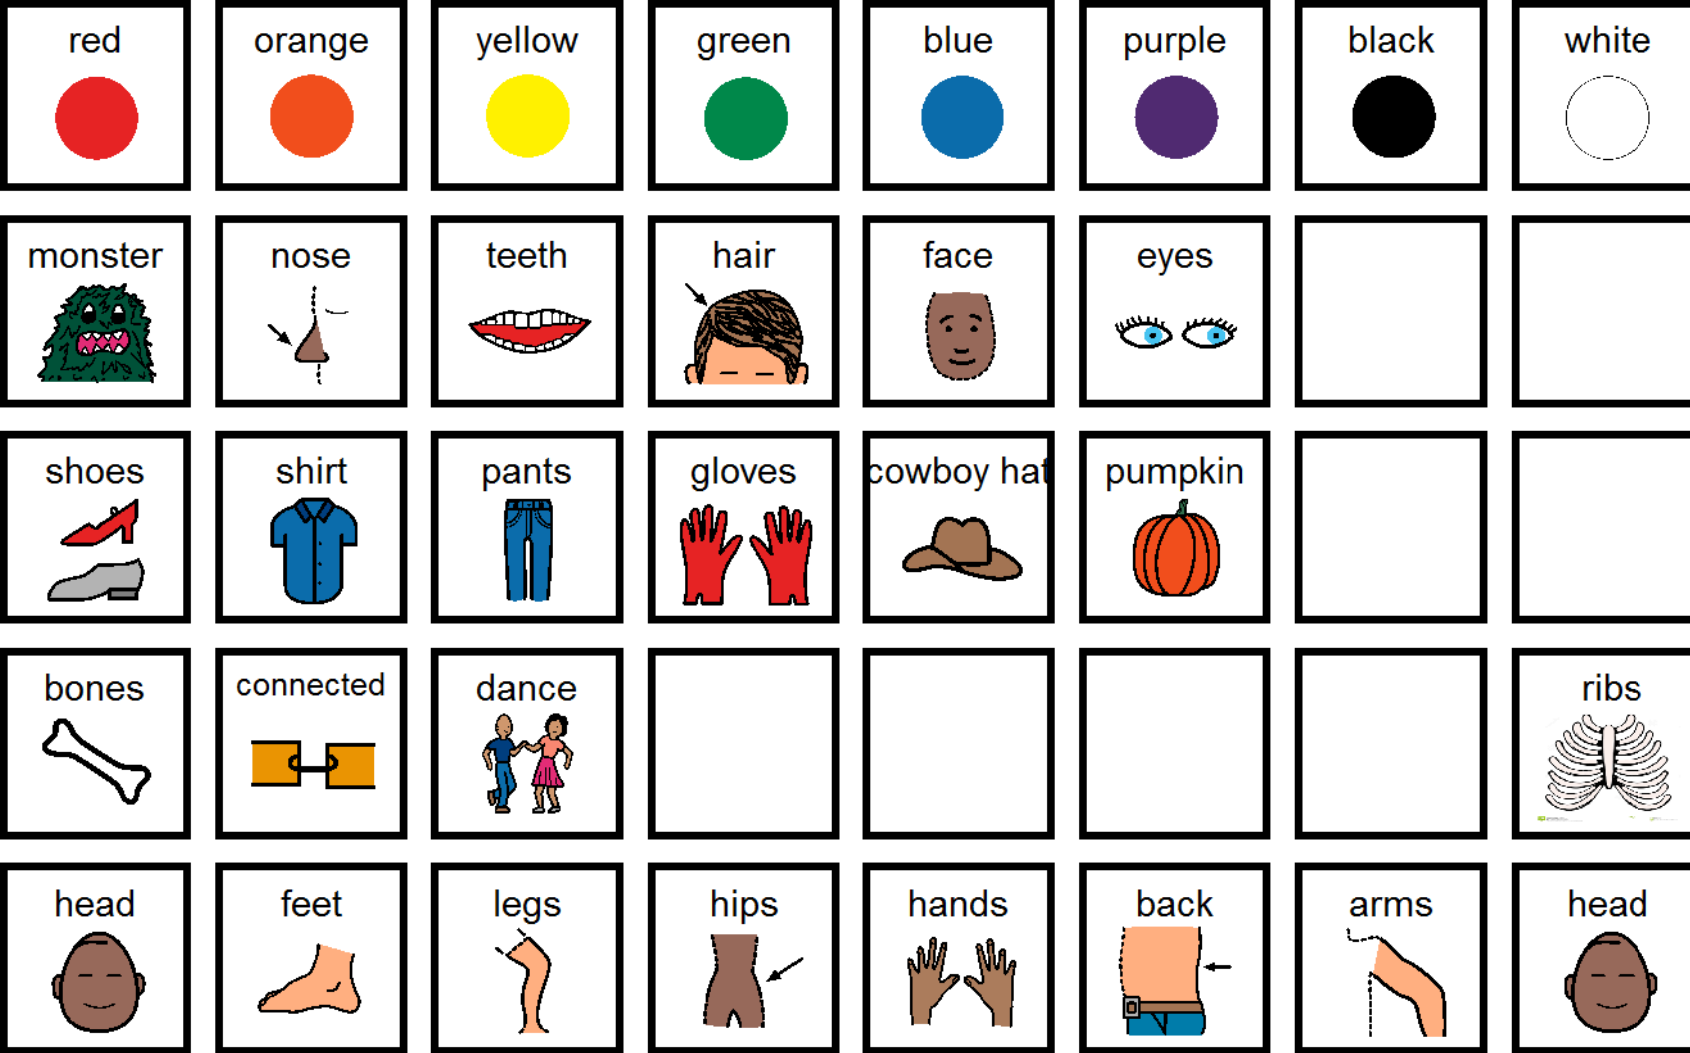 red orange yellow green blue purple black white
monster nose teeth hair face eyes
shoes shirt pants gloves cowboy hat pumpkin
bones connected dance ribs
head feet legs hips hands back arms head